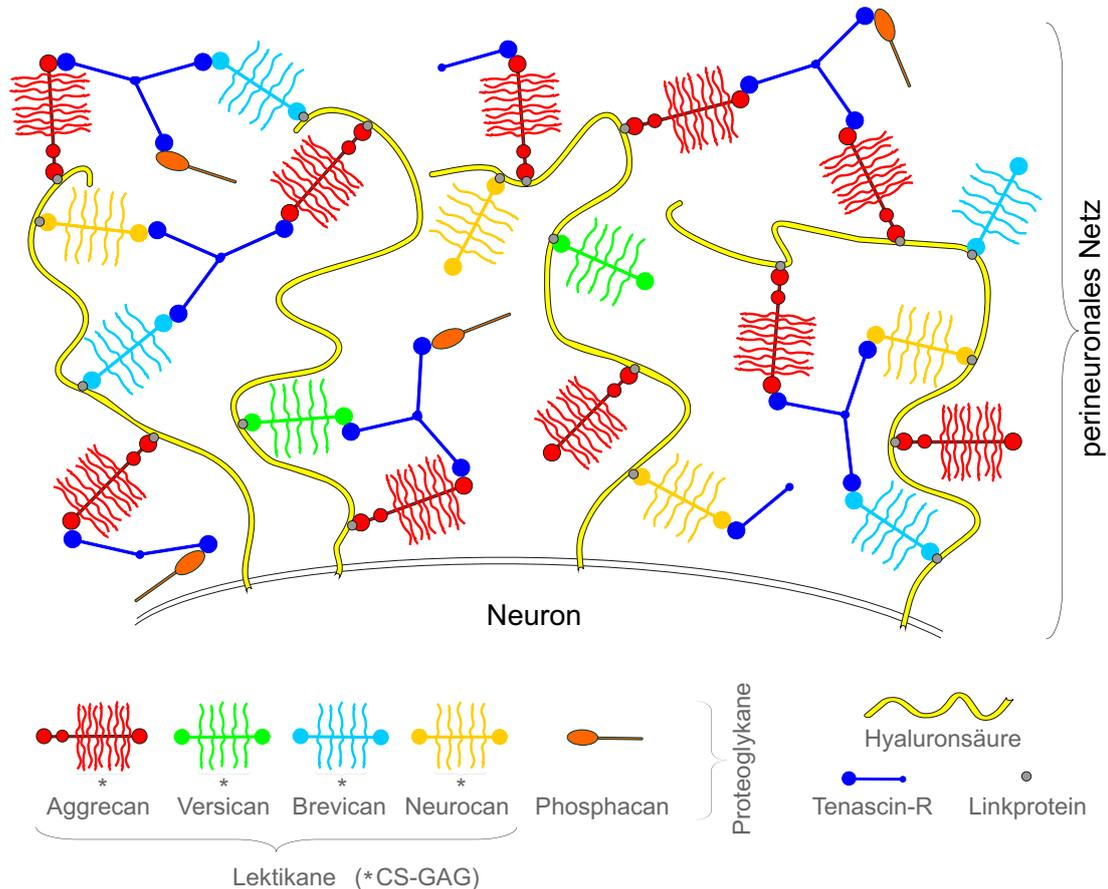 perineuronales Netz
Neuron
*
*
*
*
Aggrecan
Versican
Brevican
Neurocan
Phosphacan
Lektikane (*CS-GAG)
Proteoglykane
Hyaluronsäure
Tenascin-R
Linkprotein